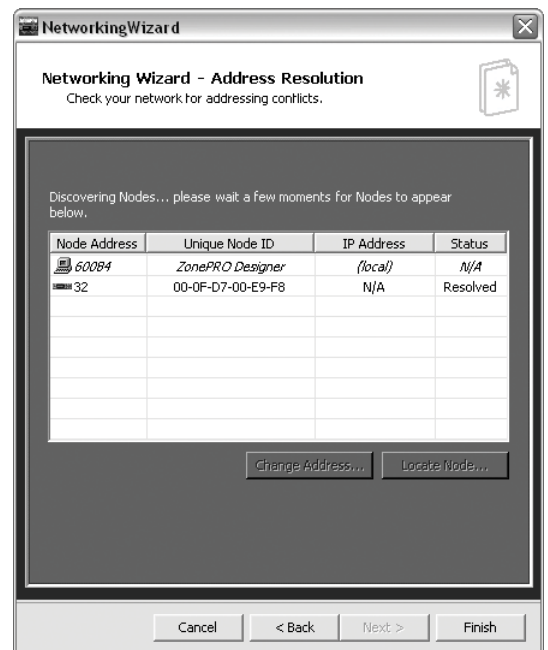 NetworkingWizard
Networking Wizard - Address Resolution
Check your network for addressing conflicts.
Discovering Nodes... please wait a few moments for Nodes to appear
below.
Node Address Unique Node ID IP Address Status
60084 ZonePRO Designer (local) N/A
32 00-0F-D7-00-E9-F8 N/A Resolved
Change Address... Locate Node...
Cancel < Back Next > Finish